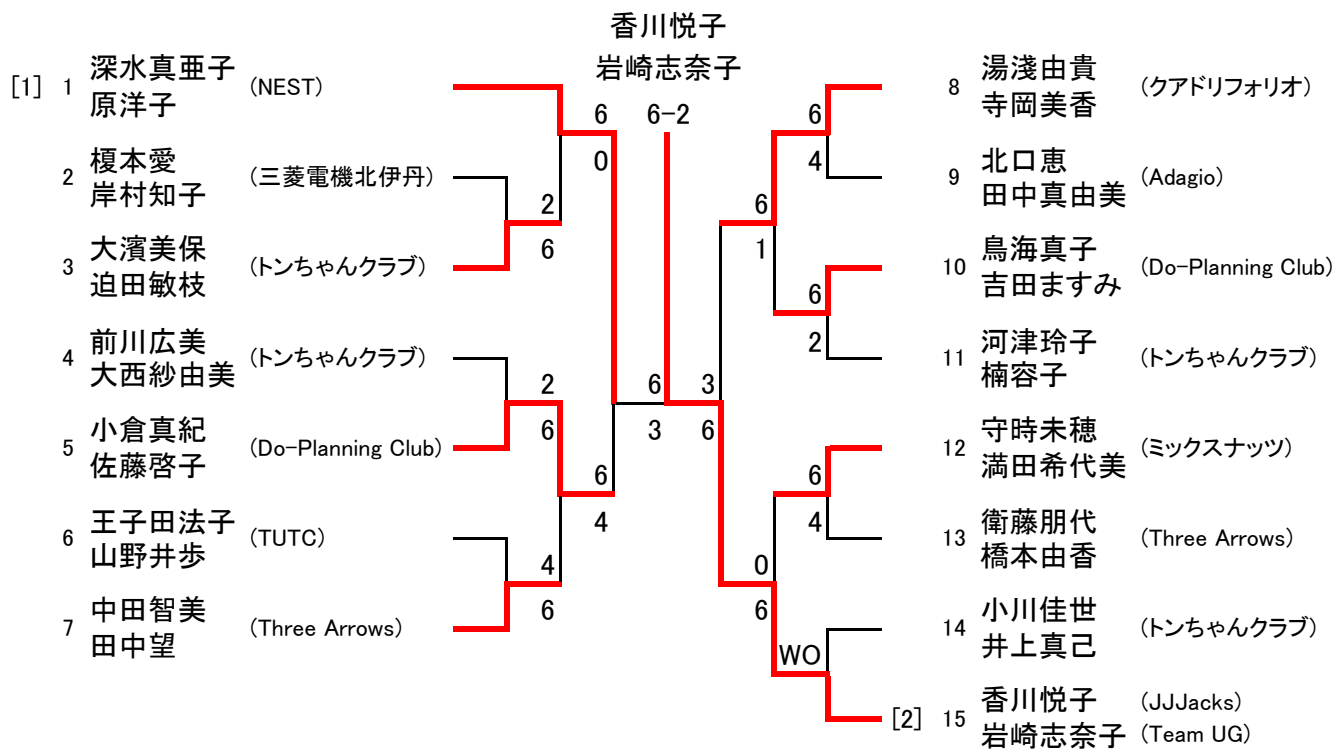 香川悦子
岩崎志奈子
6-2
[1] 1 深水真亜子
原洋子
(NEST)
2 榎本愛
岸村知子
(三菱電機北伊丹)
3 大濱美保
迫田敏枝
(トンちゃんクラブ)
4 前川広美
大西紗由美
(トンちゃんクラブ)
5 小倉真紀
佐藤啓子
(Do-Planning Club)
6 王子田法子
山野井歩
(TUTC)
7 中田智美
田中望
(Three Arrows)
6
0
2
6
2
6
6
4
4
6
6
3
3
6
6
4
6
1
6
2
6
4
0
6
WO
8 湯淺由貴
寺岡美香
(クアドリフォリオ)
9 北口恵
田中真由美
(Adagio)
10 鳥海真子
吉田ますみ
(Do-Planning Club)
11 河津玲子
楠容子
(トンちゃんクラブ)
12 守時未穂
満田希代美
(ミックスナッツ)
13 衛藤朋代
橋本由香
(Three Arrows)
14 小川佳世
井上真己
(トンちゃんクラブ)
[2] 15 香川悦子 (JJJacks)
岩崎志奈子 (Team UG)